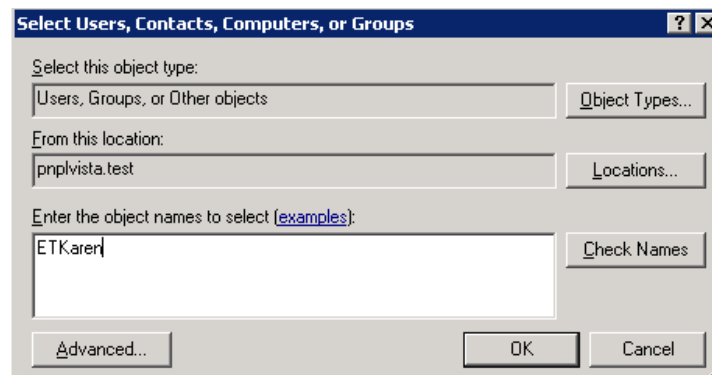 Select Users, Contacts, Computers, or Groups
Select this object type:
Users, Groups, or Other objects
Object Types...
From this location:
pnplvista.test
Locations...
Enter the object names to select (examples):
ETKaren
Check Names
Advanced...
OK
Cancel